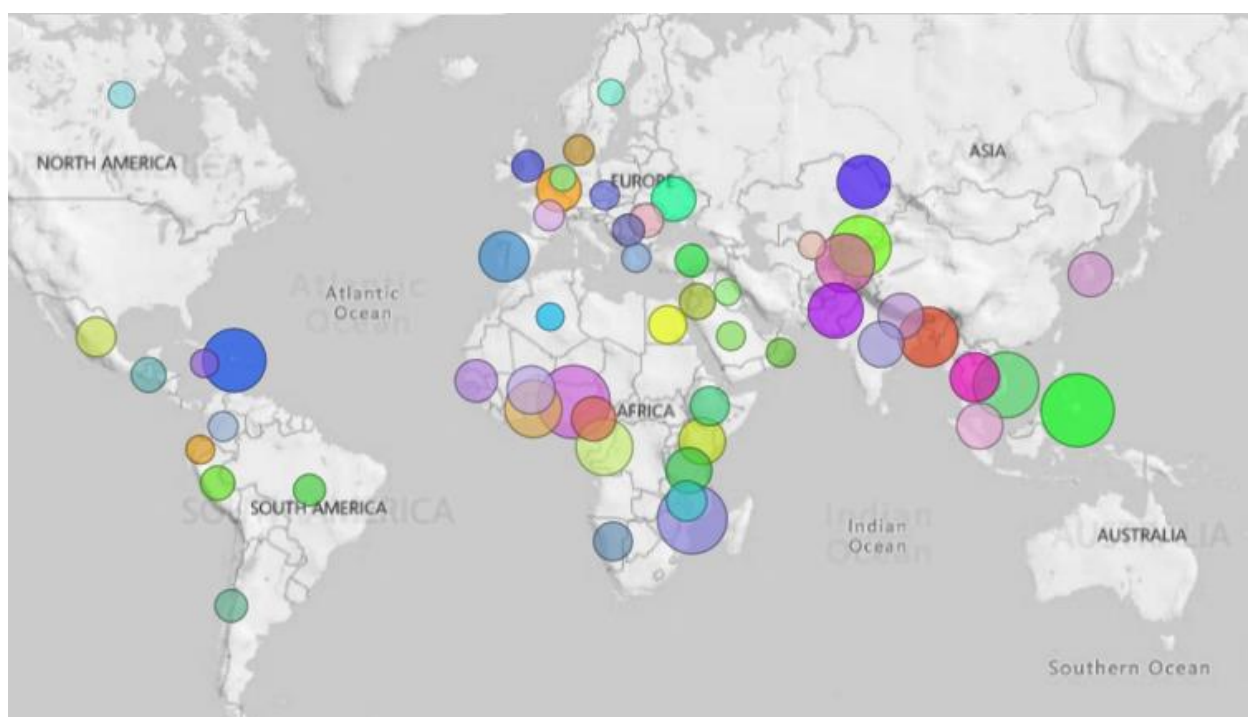 NORTH AMERICA
EUROPE
ASIA
Atlantic
Ocean
AFRICA
SOUTH AMERICA
Indian
Ocean
AUSTRALIA
Southern Ocean